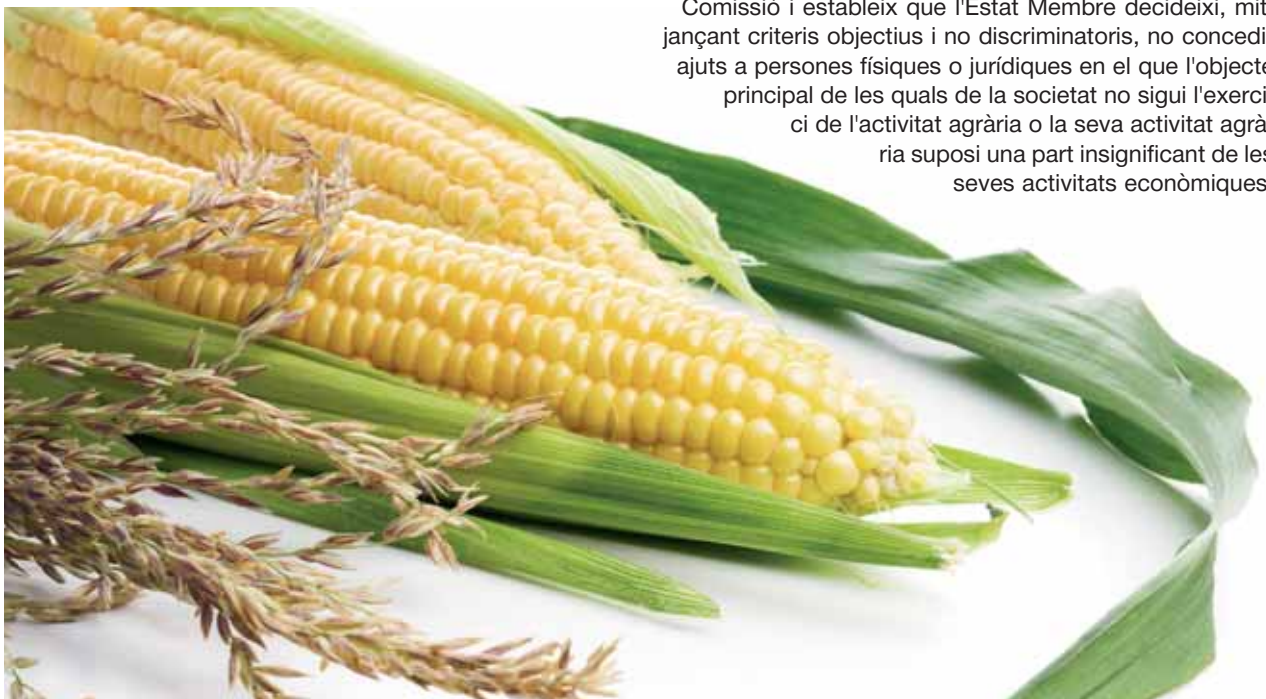 Comissió i estableix que l'Estat Membre decideixi, mit
jançant criteris objectius i no discriminatoris, no concedi
ajuts a persones físiques o jurídiques en el que l'objecte
principal de les quals de la societat no sigui l'exerci
ci de l'activitat agrària o la seva activitat agrà
ria suposi una part insignificant de les
seves activitats econòmiques